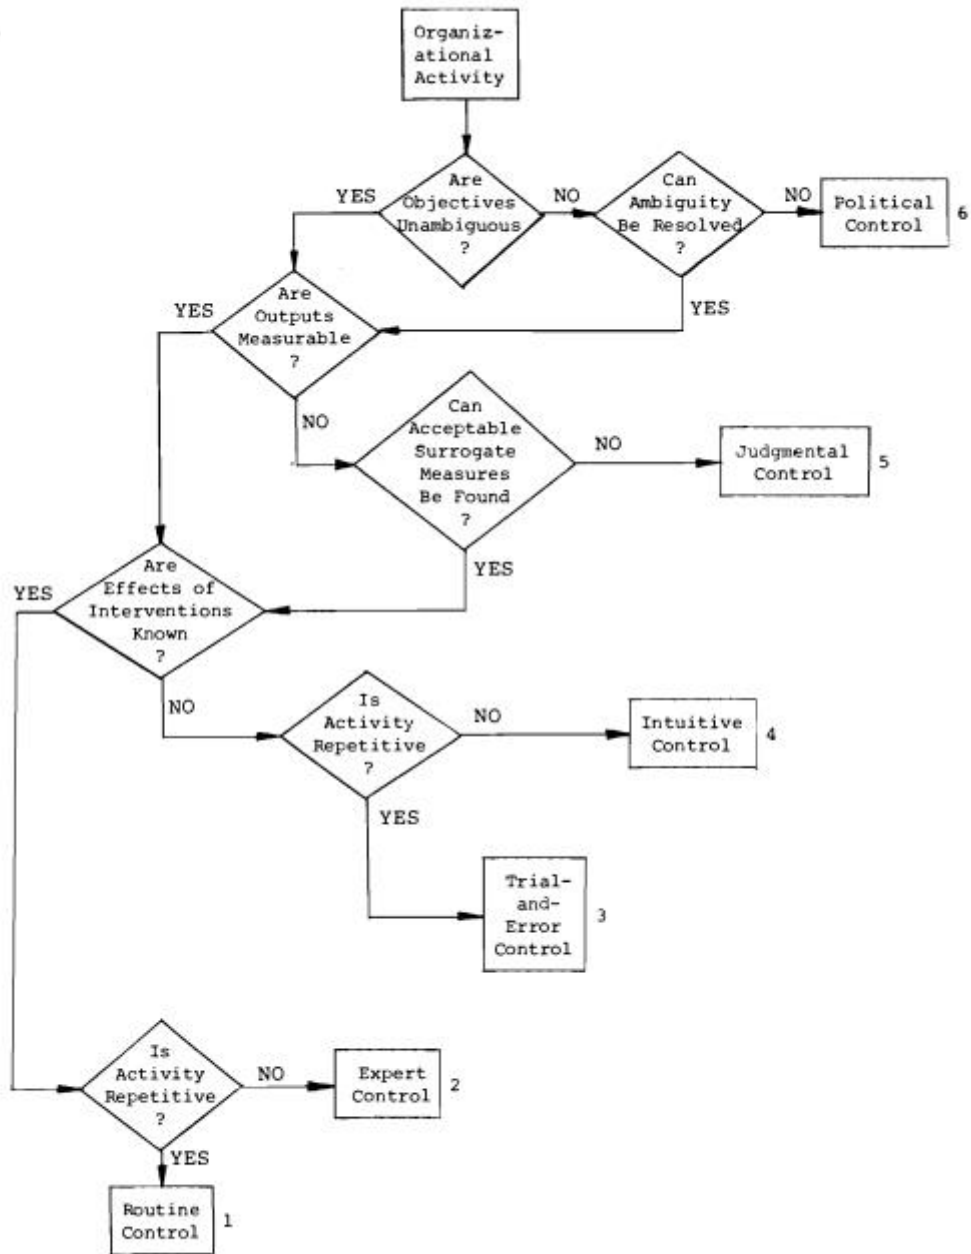 Organiz-
ational
Activity
Are
Objectives
Unambiguous
?
YES
NO
Can
Ambiguity
Be Resolved
?
NO
Political
Control
6
YES
Are
Outputs
Measurable
?
YES
NO
Can
Acceptable
Surrogate
Measures
Be Found
?
NO
Judgmental
Control
5
YES
Are
Effects of
Interventions
Known
?
YES
NO
Is
Activity
Repetitive
?
NO
Intuitive
Control
4
YES
Trial-
and-
Error
Control
3
Is
Activity
Repetitive
?
NO
Expert
Control
2
YES
Routine
Control
1